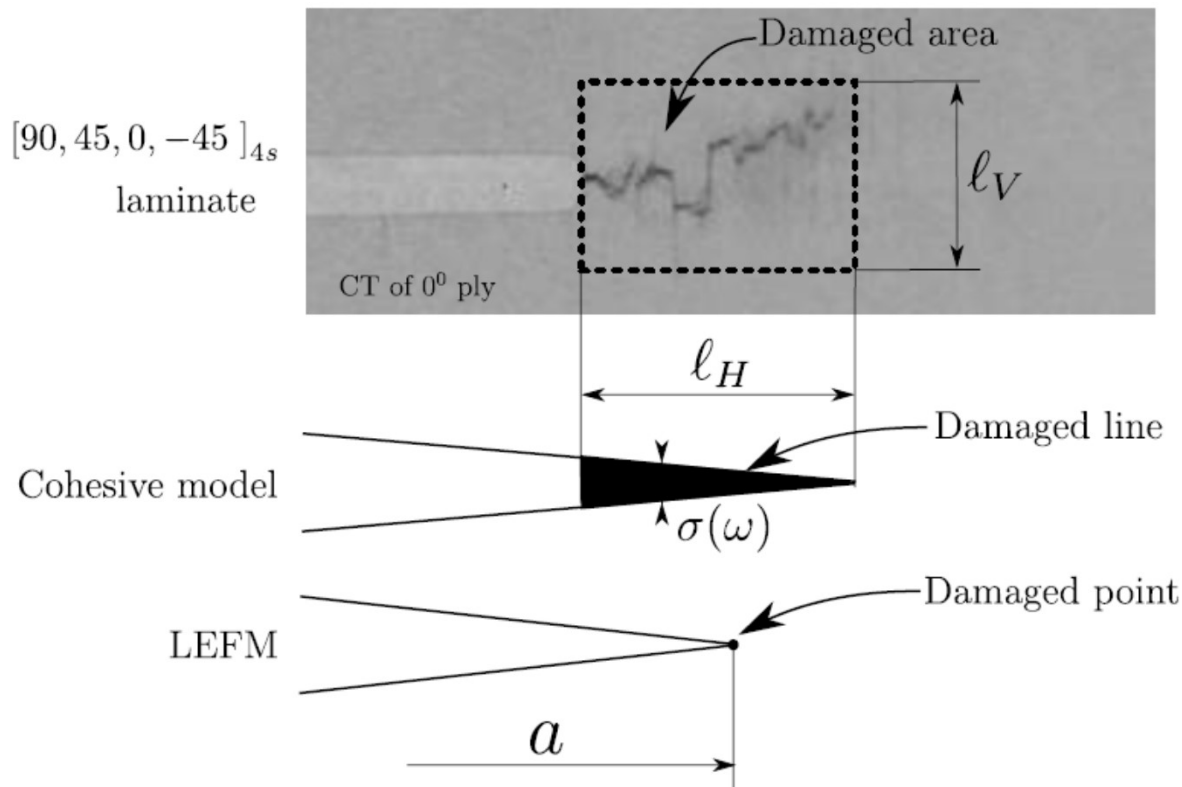 Damaged area
[90, 45, 0, −45 ]4s
laminate
ℓV
CT of 0⁰ ply
ℓH
Damaged line
Cohesive model
σ(ω)
Damaged point
LEFM
a